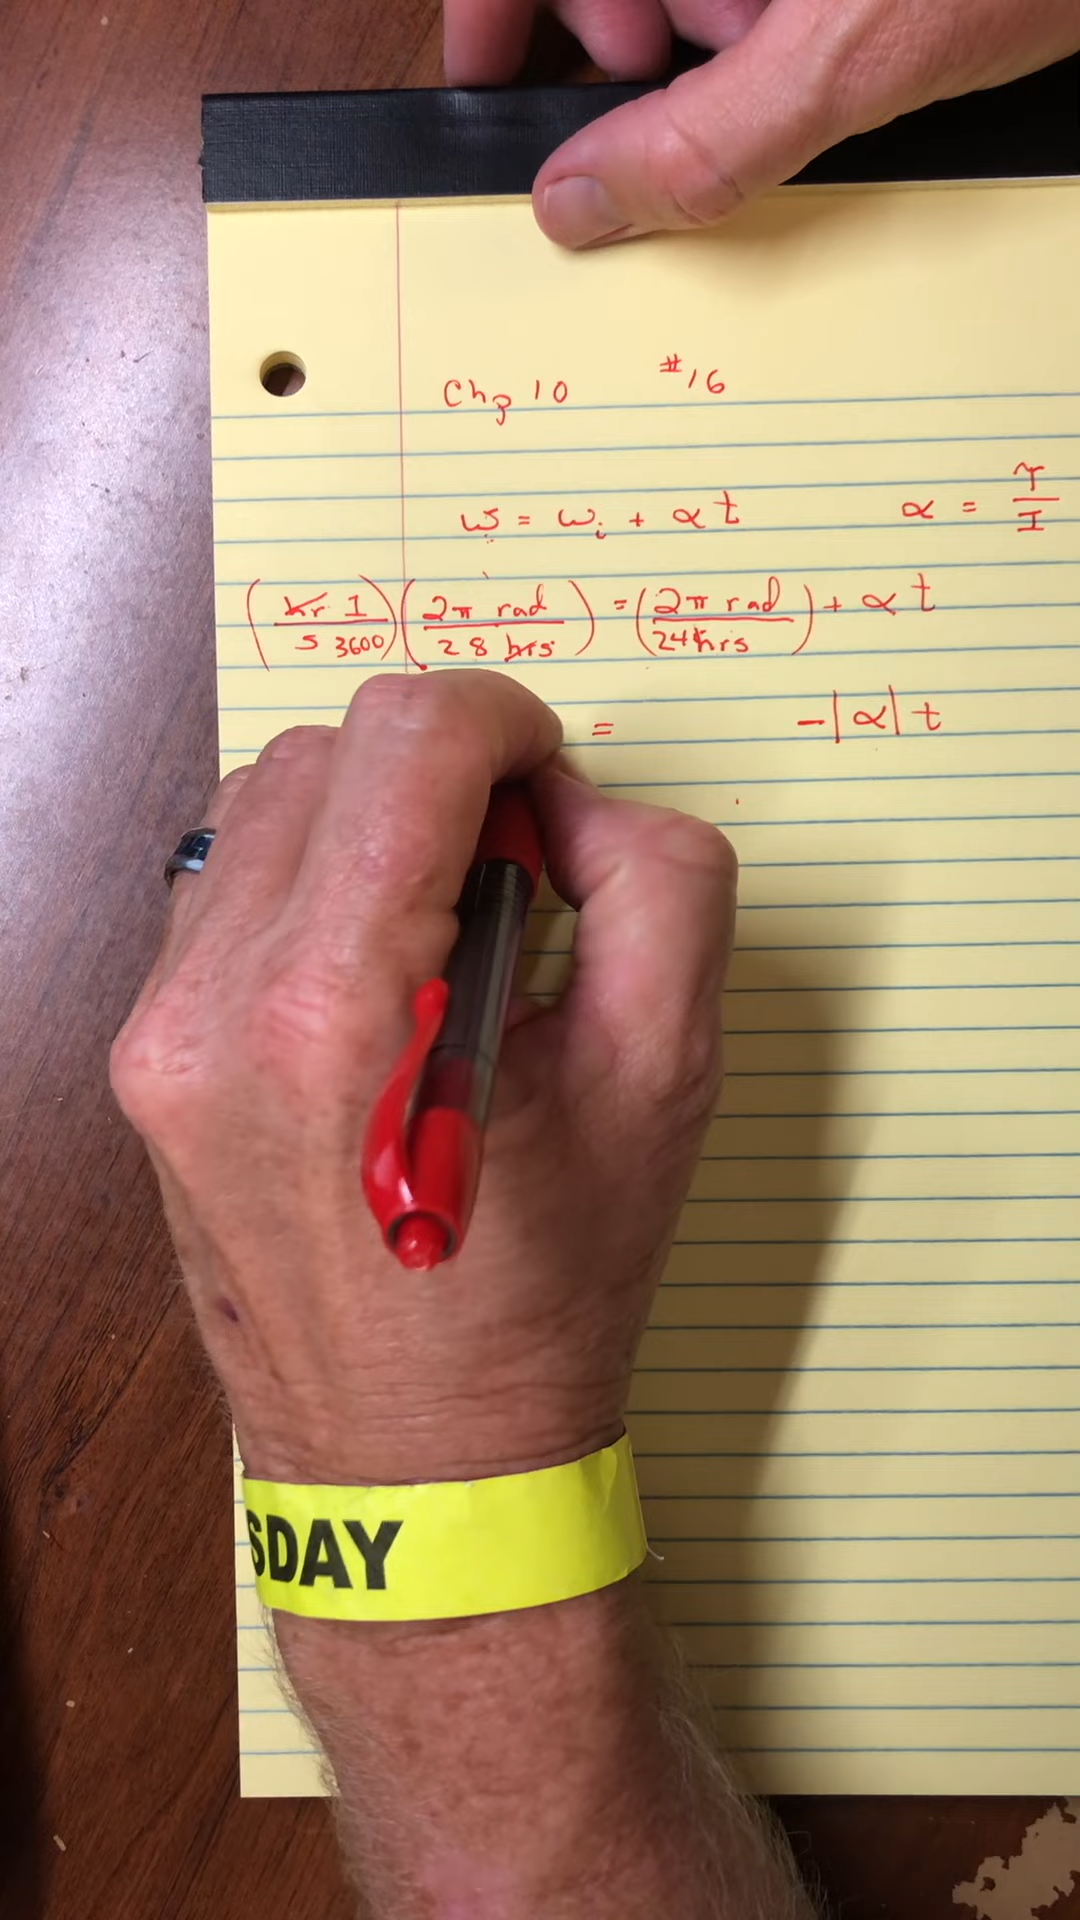 Chp 10 #16
ω = ωi + αt α = τ/I
(hr 1 / s 3600)(2π rad / 28 hrs) = (2π rad / 24 hrs) + αt
= -|α|t
SDAY